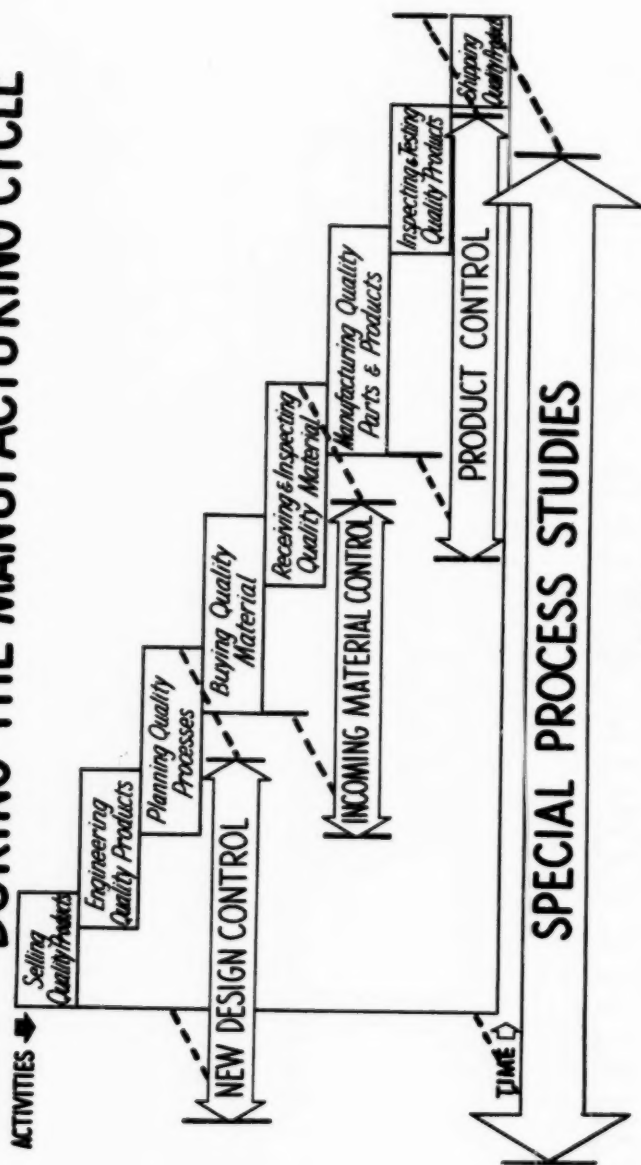 DURING THE MANUFACTURING CYCLE
ACTIVITIES
Selling
Quality Products
Engineering
Quality Products
Planning Quality
Processes
Buying Quality
Material
Receiving & Inspecting
Quality Material
Manufacturing Quality
Parts & Products
Inspecting & Testing
Quality Products
Shipping
Quality Products
NEW DESIGN CONTROL
INCOMING MATERIAL CONTROL
PRODUCT CONTROL
TIME
SPECIAL PROCESS STUDIES